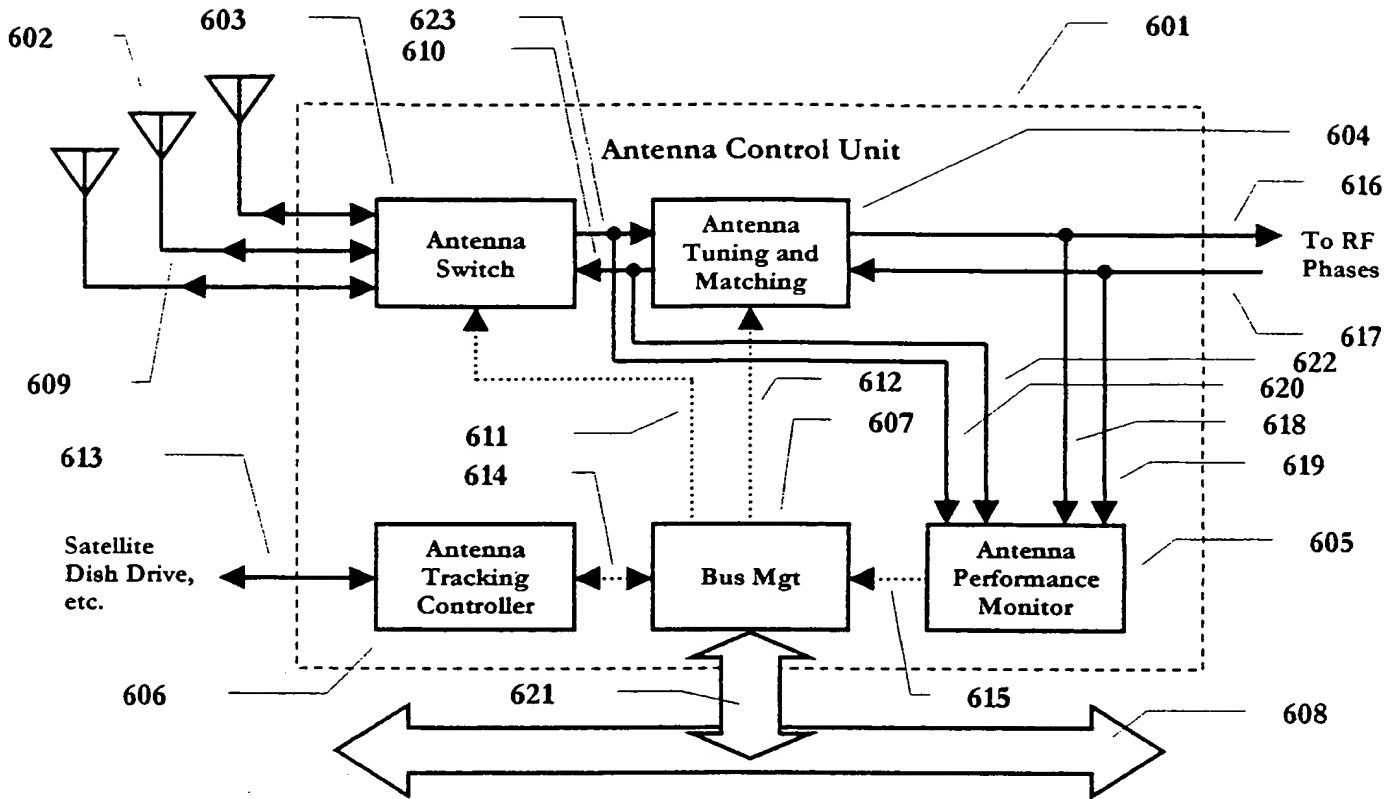 603
623
602
610
601
Antenna Control Unit
604
616
Antenna
Switch
Antenna
Tuning and
Matching
To RF
Phases
617
609
612
622
620
611
607
618
613
614
619
Satellite
Dish Drive,
etc.
Antenna
Tracking
Controller
Bus Mgt
Antenna
Performance
Monitor
605
606
621
615
608